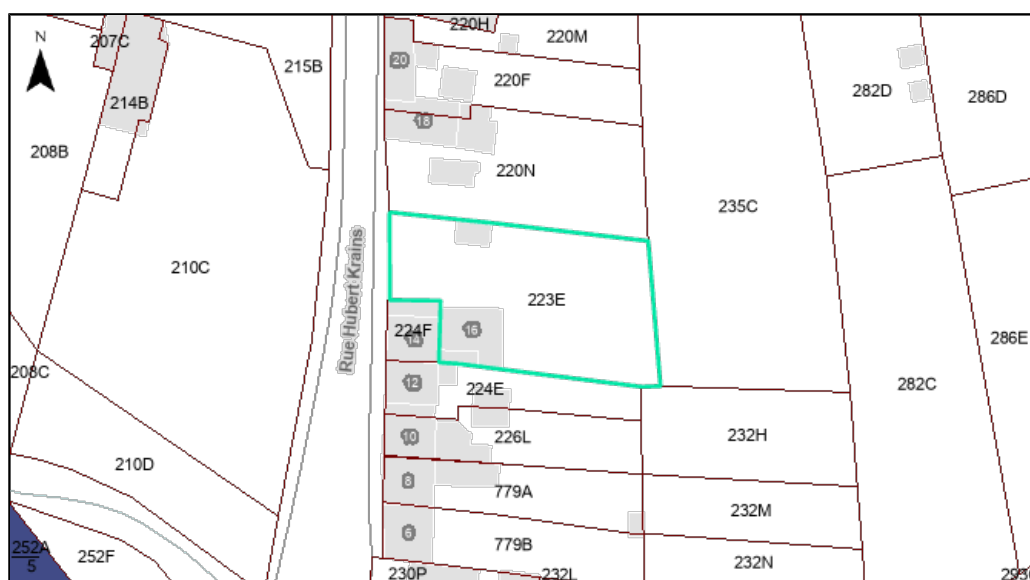 220H
220M
207C
N
20
215B
220F
282D
286D
214B
18
208B
220N
235C
Rue Hubert Krains
210C
223E
224F
16
14
286E
208C
12
224E
282C
10
226L
232H
210D
8
779A
232M
6
779B
252A
5
252F
232N
230P
232L